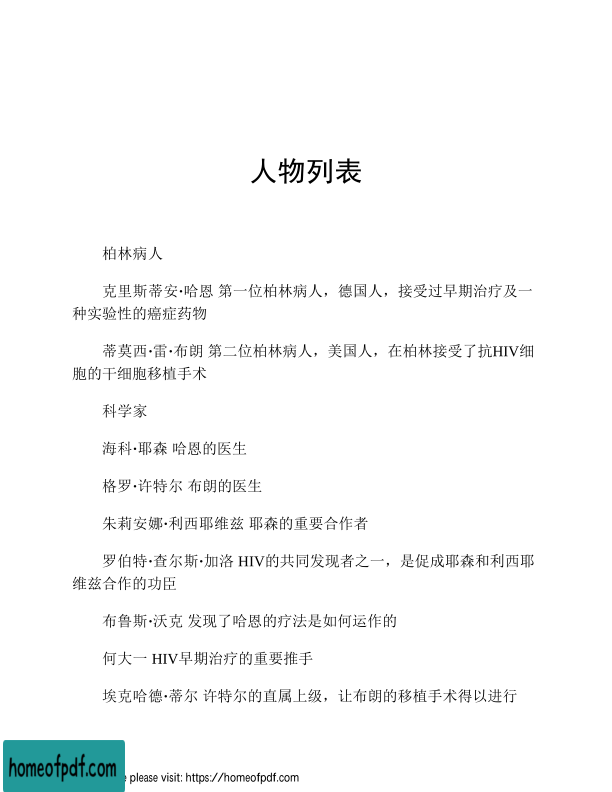 人物列表
柏林病人
克里斯蒂安·哈恩 第一位柏林病人，德国人，接受过早期治疗及一
种实验性的癌症药物
蒂莫西·雷·布朗 第二位柏林病人，美国人，在柏林接受了抗HIV细
胞的干细胞移植手术
科学家
海科·耶森 哈恩的医生
格罗·许特尔 布朗的医生
朱莉安娜·利西耶维兹 耶森的重要合作者
罗伯特·查尔斯·加洛 HIV的共同发现者之一，是促成耶森和利西耶
维兹合作的功臣
布鲁斯·沃克 发现了哈恩的疗法是如何运作的
何大一 HIV早期治疗的重要推手
埃克哈德·蒂尔 许特尔的直属上级，让布朗的移植手术得以进行
homeofpdf.com
please visit: https://homeofpdf.com